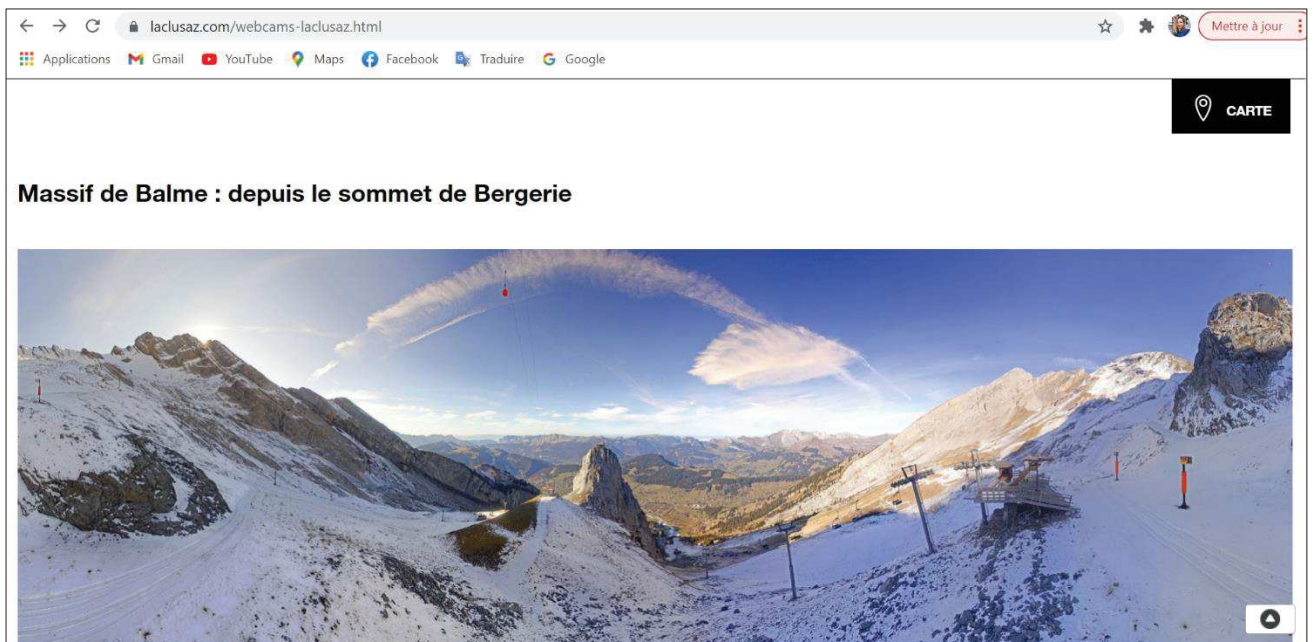 laclusaz.com/webcams-laclusaz.html Mettre à jour
Applications Gmail YouTube Maps Facebook Traduire Google
CARTE
Massif de Balme : depuis le sommet de Bergerie